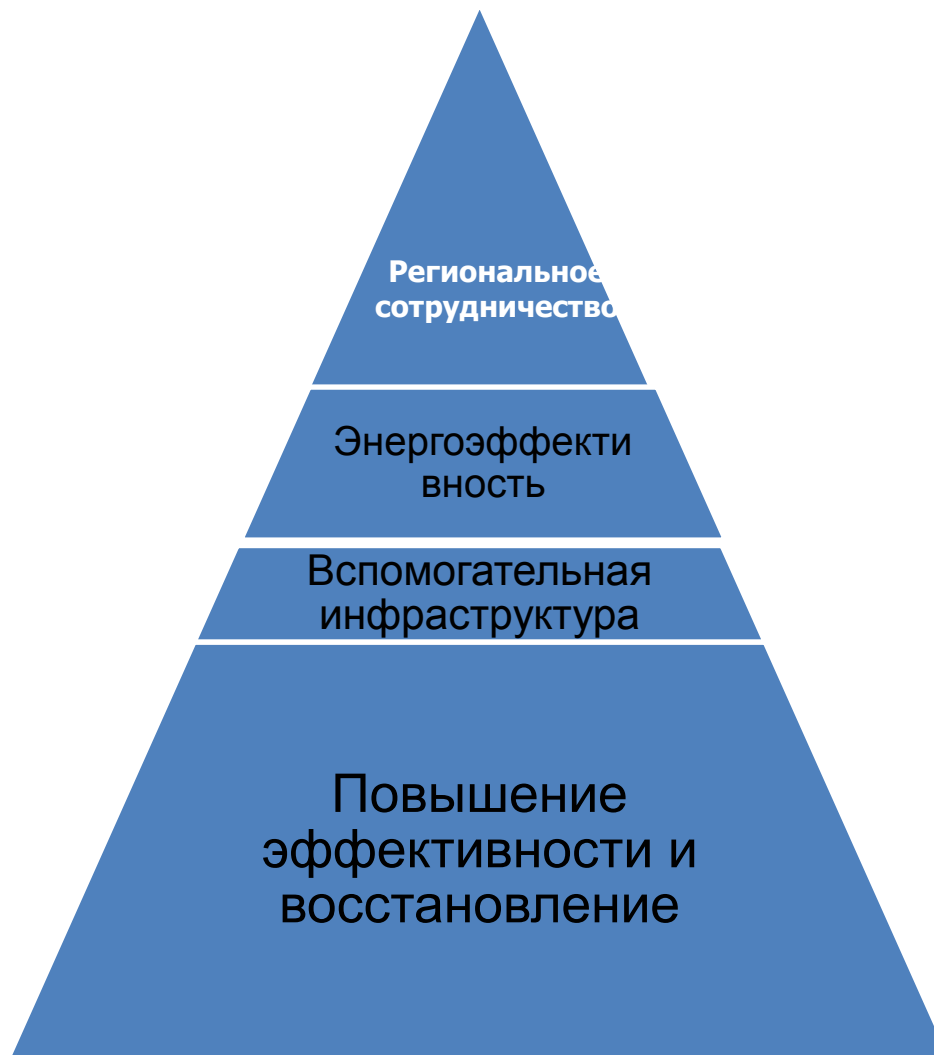 Региональное
сотрудничество
Энергоэффекти
вность
Вспомогательная
инфраструктура
Повышение
эффективности и
восстановление